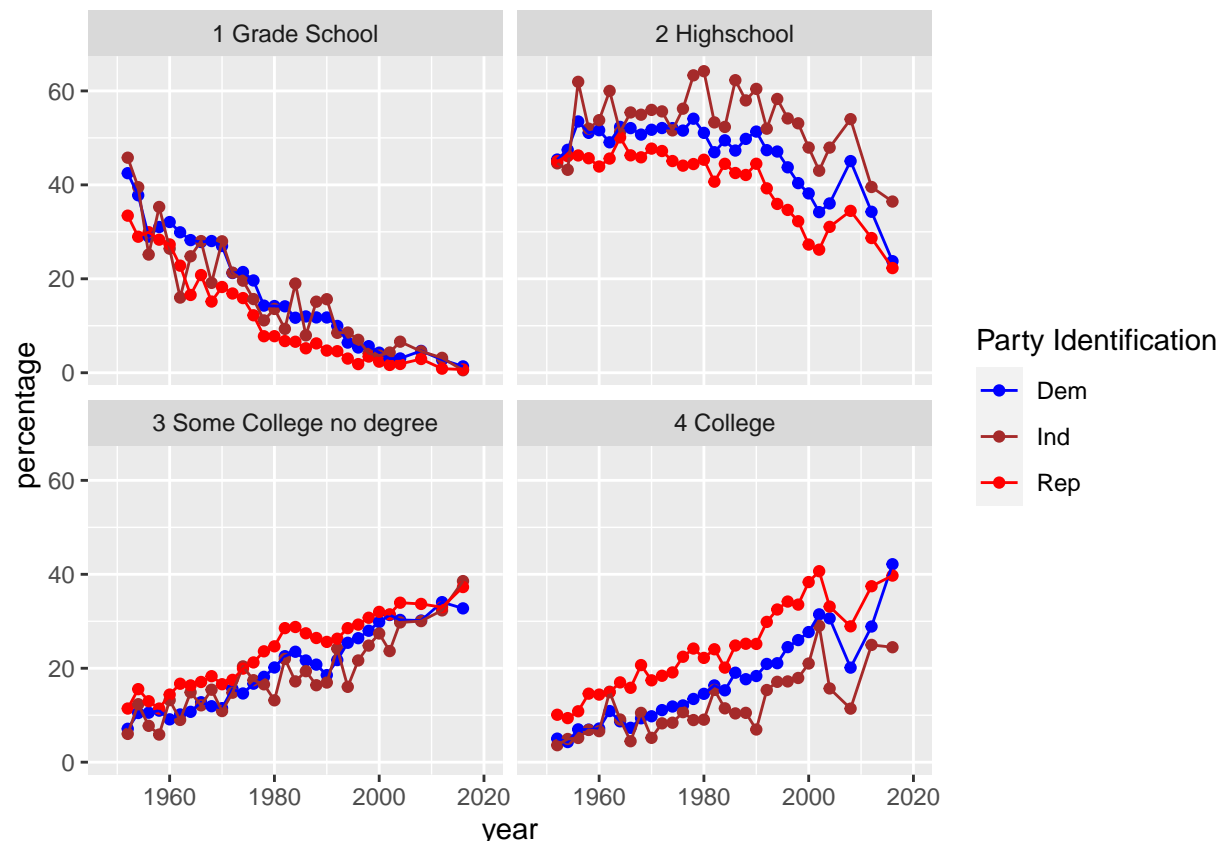 1 Grade School
2 Highschool
60
40
20
0
3 Some College no degree
4 College
60
40
20
0
1960 1980 2000 2020
1960 1980 2000 2020
percentage
year
Party Identification
Dem
Ind
Rep